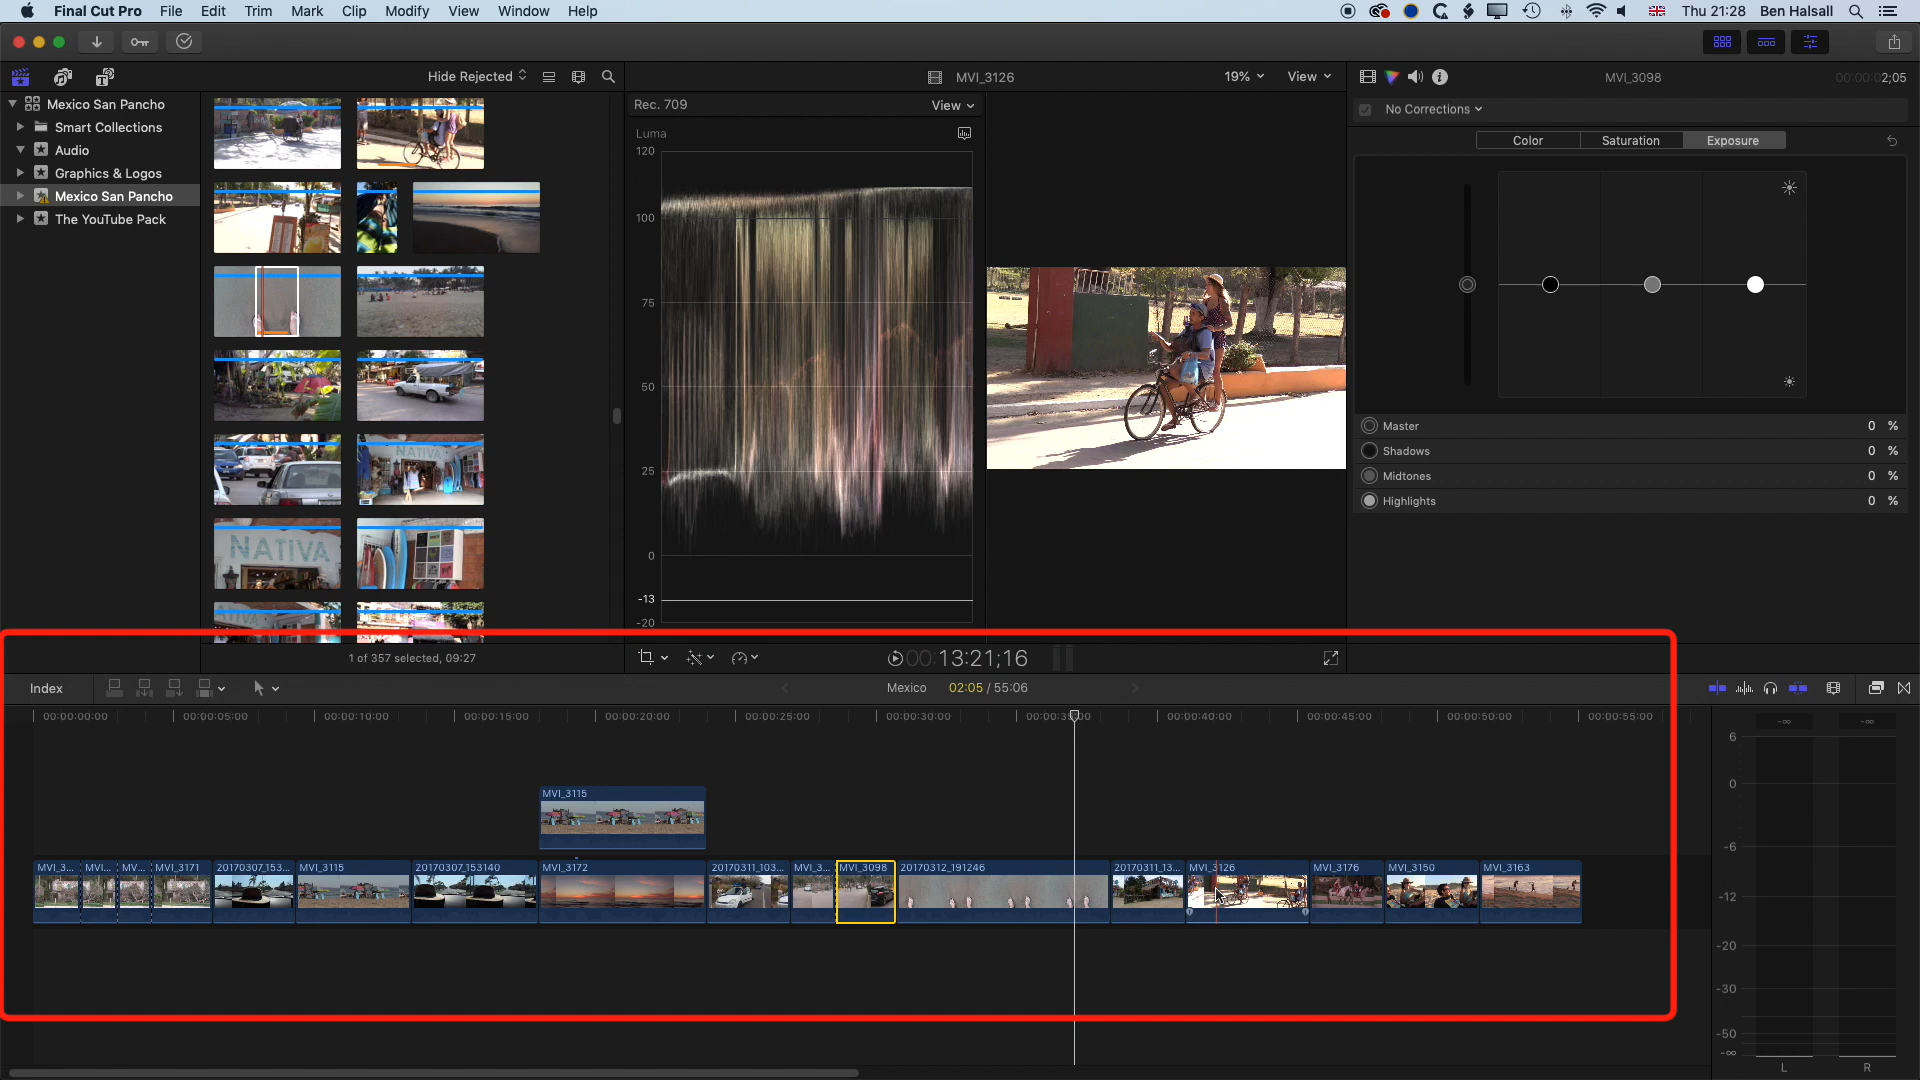 Final Cut Pro File Edit Trim Mark Clip Modify View Window Help Thu 21:28 Ben Halsall
Hide Rejected
MVI_3126 19% View
MVI_3098 00:00:02;05
Mexico San Pancho
Smart Collections
Audio
Graphics & Logos
Mexico San Pancho
The YouTube Pack
NATIVA
NATIVA
1 of 357 selected, 09:27
Rec. 709 View
Luma
120
100
75
50
25
0
-13
-20
No Corrections
Color Saturation Exposure
Master 0 %
Shadows 0 %
Midtones 0 %
Highlights 0 %
00:00:13:21;16
Index Mexico 02:05 / 55:06
00:00:00:00 00:00:05:00 00:00:10:00 00:00:15:00 00:00:20:00 00:00:25:00 00:00:30:00 00:00:35:00 00:00:40:00 00:00:45:00 00:00:50:00 00:00:55:00
MVI_3115
MVI_3... MVI... MV... MVI_3171 20170307_153... MVI_3115 20170307_153140 MVI_3172 20170311_103... MVI_3... MVI_3098 20170312_191246 20170311_13... MVI_3126 MVI_3176 MVI_3150 MVI_3163
-∞ -∞
6
0
-6
-12
-20
-30
-50
-∞
L R